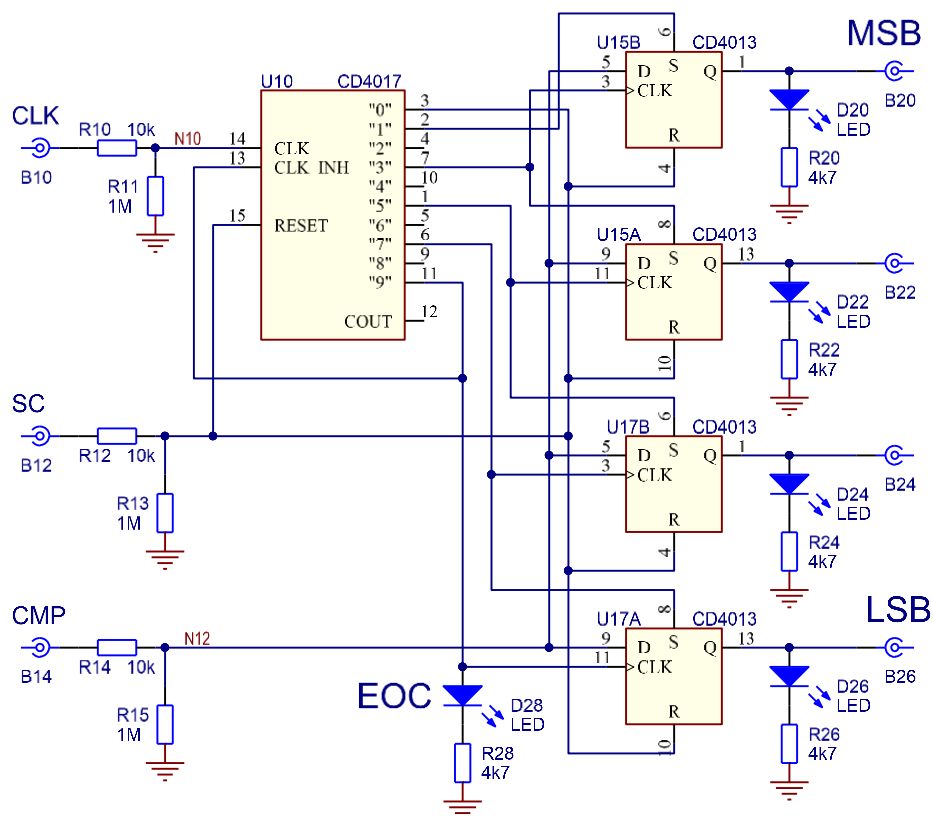 MSB
U15B CD4013
6
5 D S Q 1
3 CLK
R
4
B20
D20
LED
R20
4k7
U10 CD4017
CLK
R10 10k N10 14 CLK
B10
13 CLK INH
R11
1M
15 RESET
"0" 3
"1" 2
"2" 4
"3" 7
"4" 10
"5" 1
"6" 5
"7" 6
"8" 9
"9" 11
COUT 12
U15A CD4013
8
9 D S Q 13
11 CLK
R
10
B22
D22
LED
R22
4k7
SC
B12
R12 10k
R13
1M
U17B CD4013
6
5 D S Q 1
3 CLK
R
4
B24
D24
LED
R24
4k7
LSB
CMP
B14
R14 10k
N12
R15
1M
U17A CD4013
8
9 D S Q 13
11 CLK
R
10
B26
D26
LED
R26
4k7
EOC
D28
LED
R28
4k7